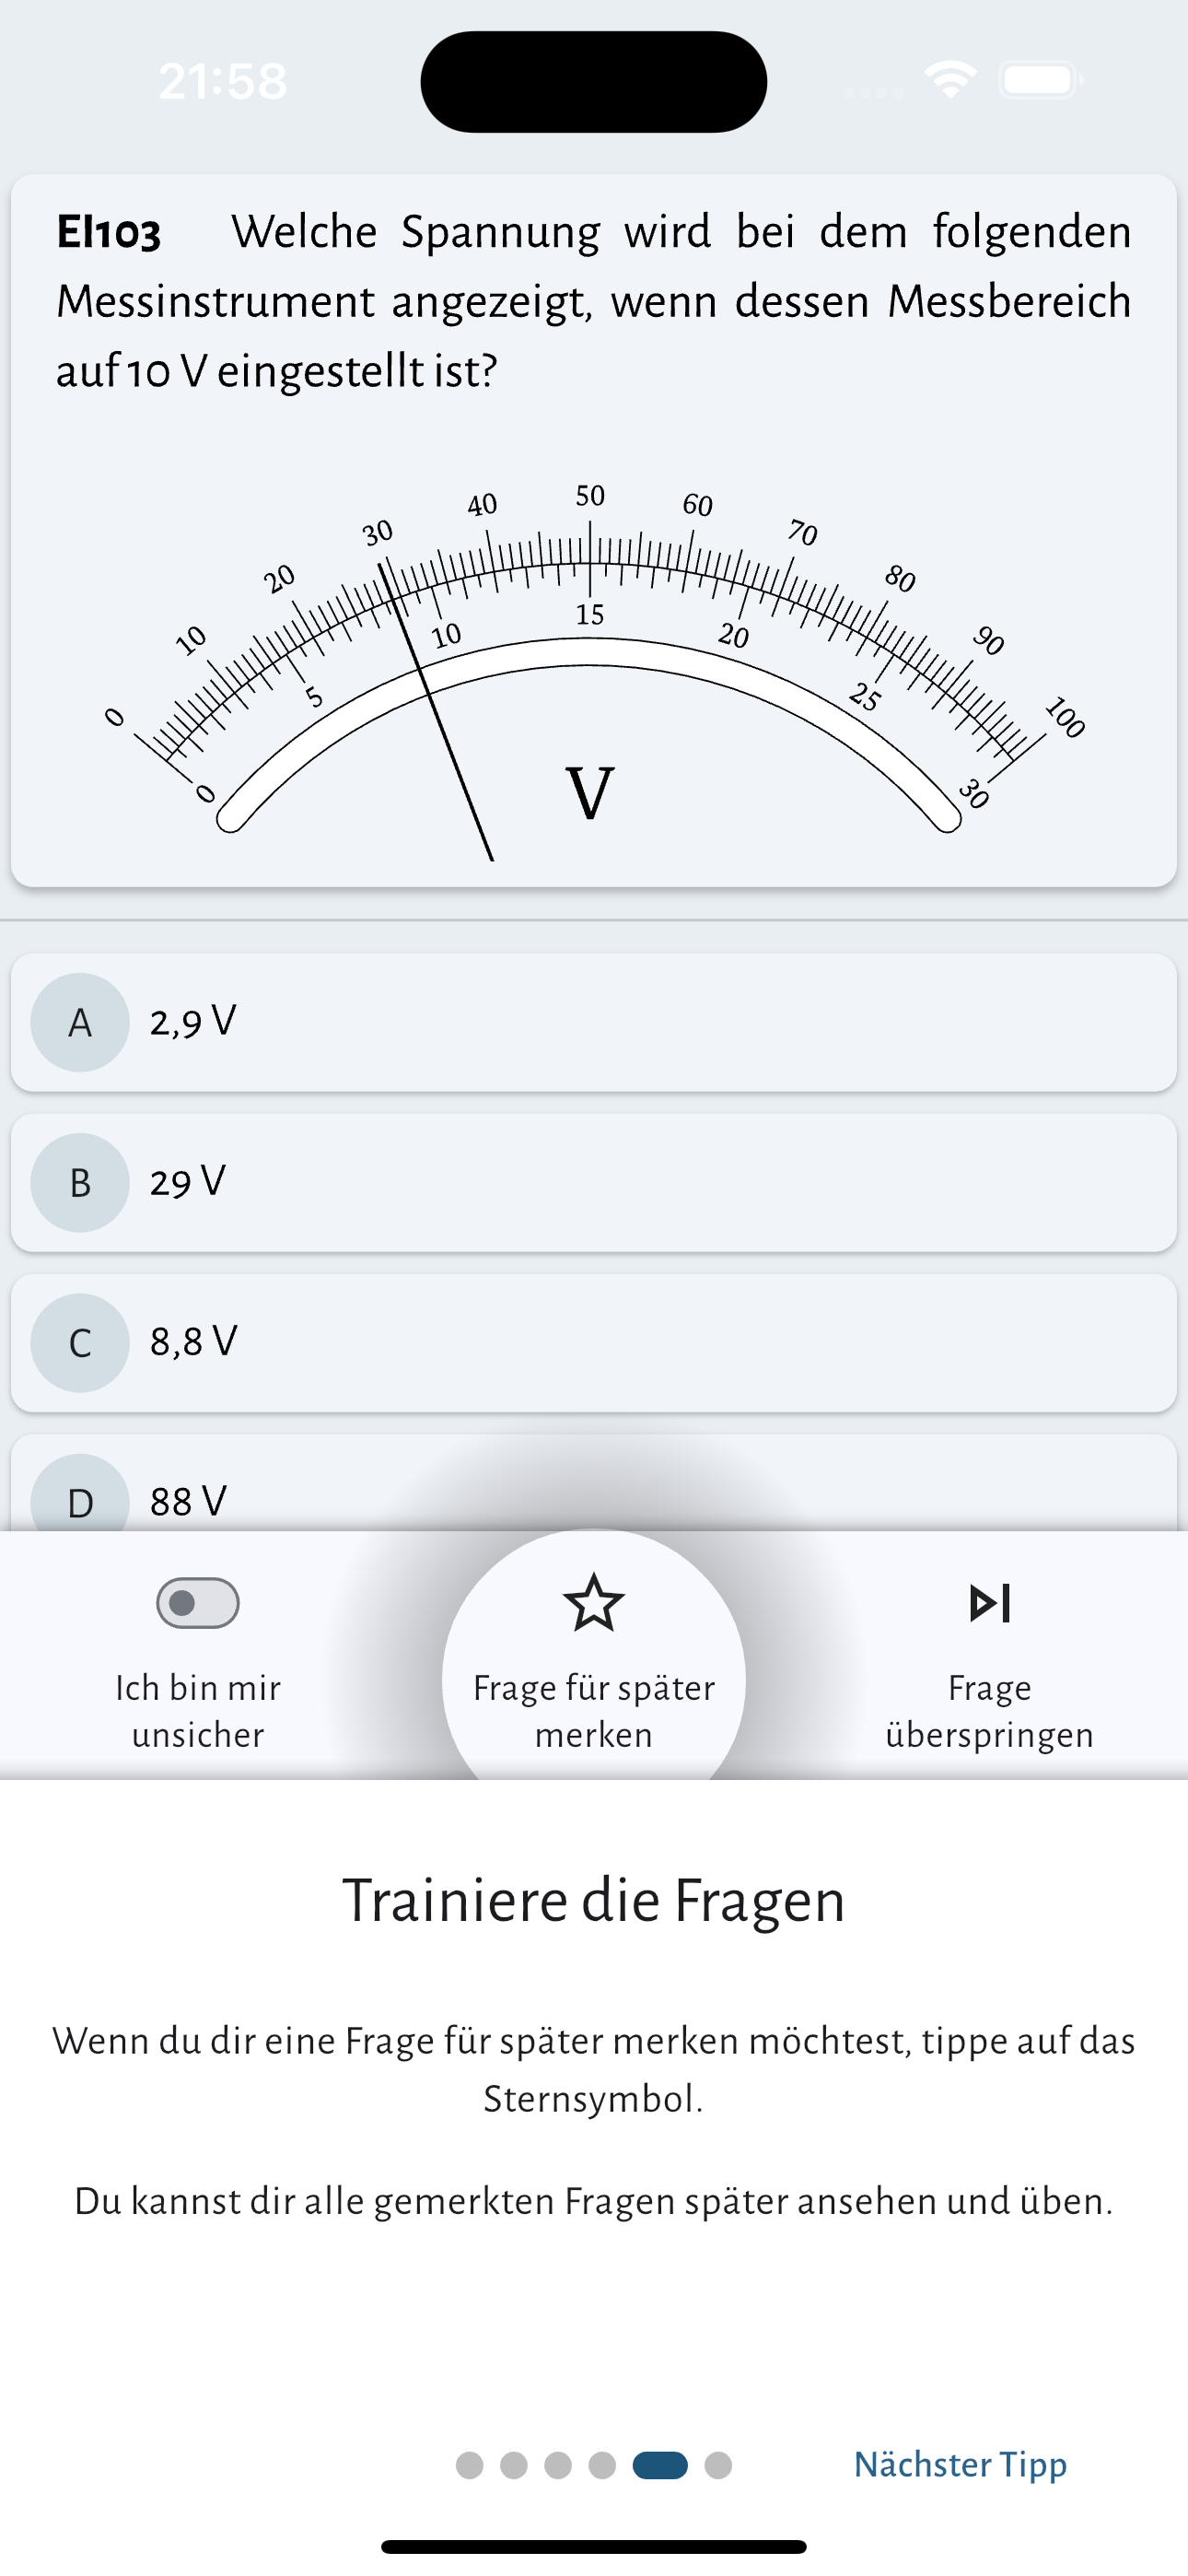 21:58
EI103 Welche Spannung wird bei dem folgenden
Messinstrument angezeigt, wenn dessen Messbereich
auf 10 V eingestellt ist?
0 10 20 30 40 50 60 70 80 90 100
0 5 10 15 20 25 30
V
A 2,9 V
B 29 V
C 8,8 V
D 88 V
Ich bin mir
unsicher
Frage für später
merken
Frage
überspringen
Trainiere die Fragen
Wenn du dir eine Frage für später merken möchtest, tippe auf das
Sternsymbol.
Du kannst dir alle gemerkten Fragen später ansehen und üben.
Nächster Tipp